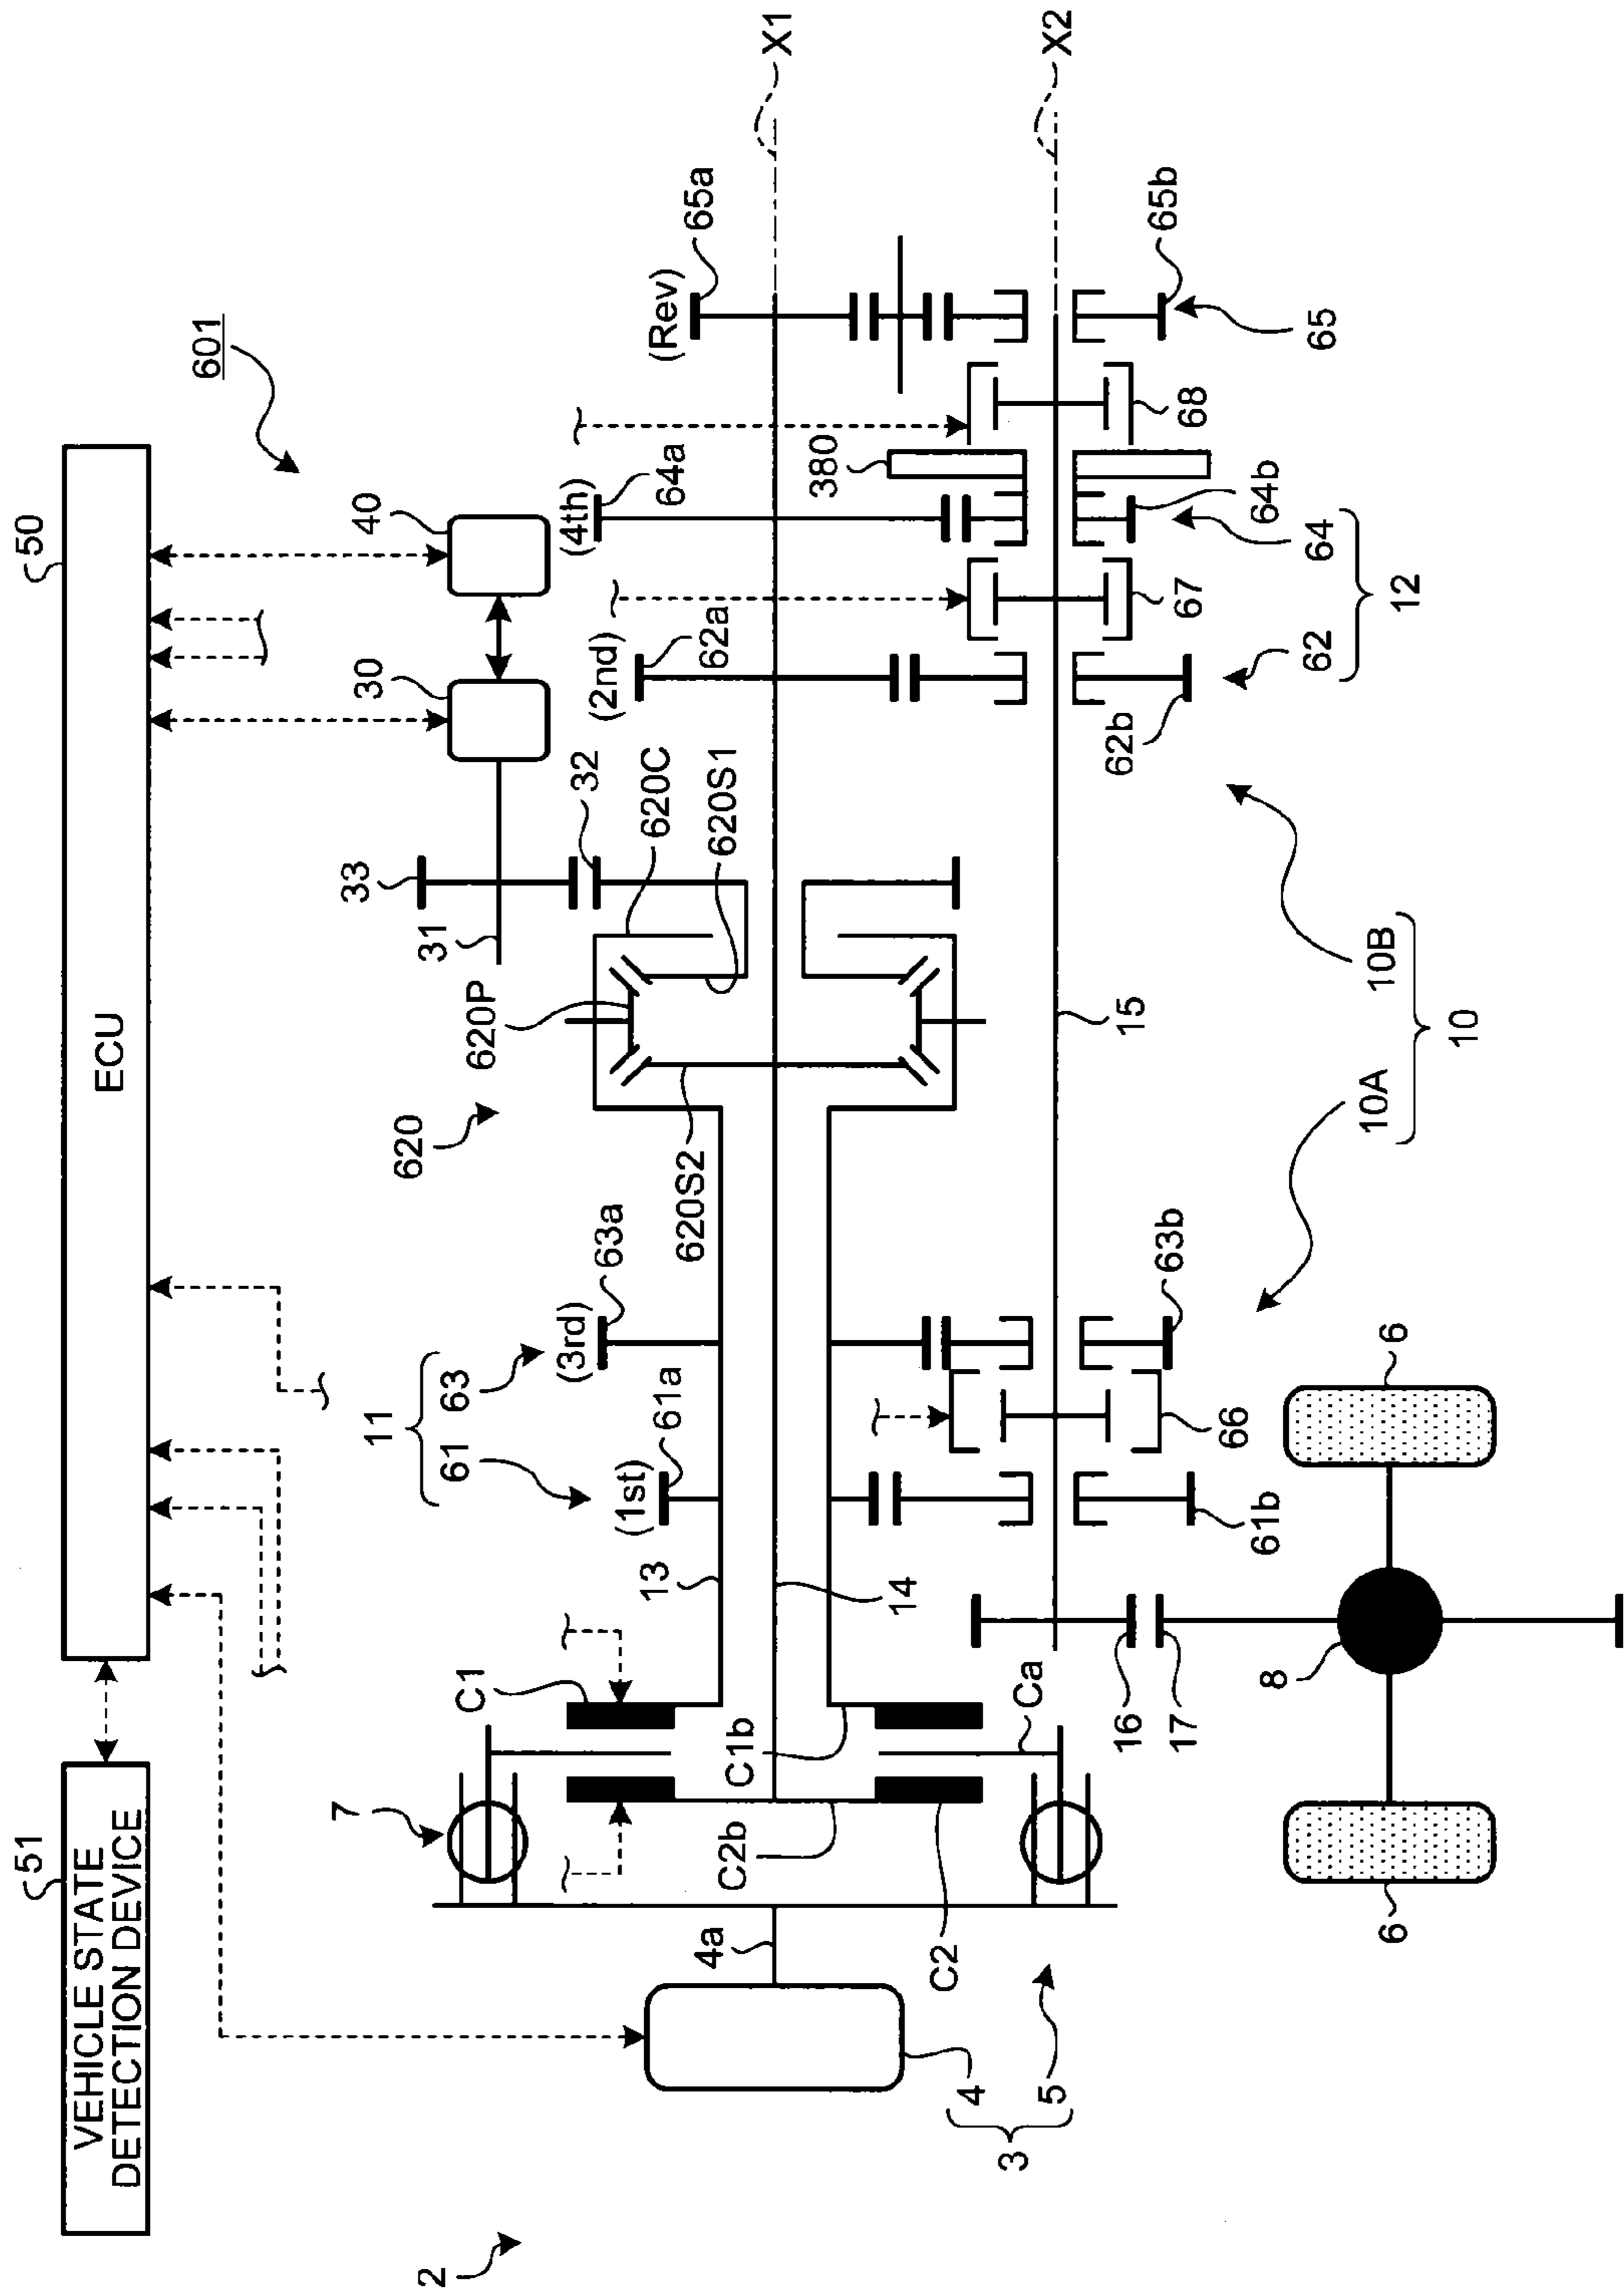 2
51
VEHICLE STATE
DETECTION DEVICE
50
ECU
601
3
4
5
4a
7
C1
C2
C1b
C2b
Ca
13
14
15
16
17
8
6
6
11
61
63
(1st)
61a
(3rd)
63a
61b
66
63b
10A
10B
10
620
620P
620S2
620S1
620C
31
33
32
30
40
(2nd)
62a
(4th)
64a
380
(Rev)
65a
62b
67
64b
68
65b
62
64
12
65
X1
X2